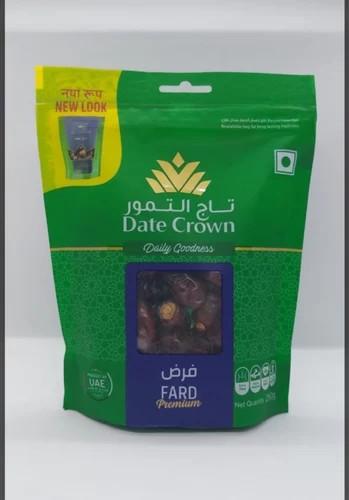 नया रूप
NEW LOOK
تاج التمور
Date Crown
Daily Goodness
فرض
FARD
Premium
UAE
Net Quantity